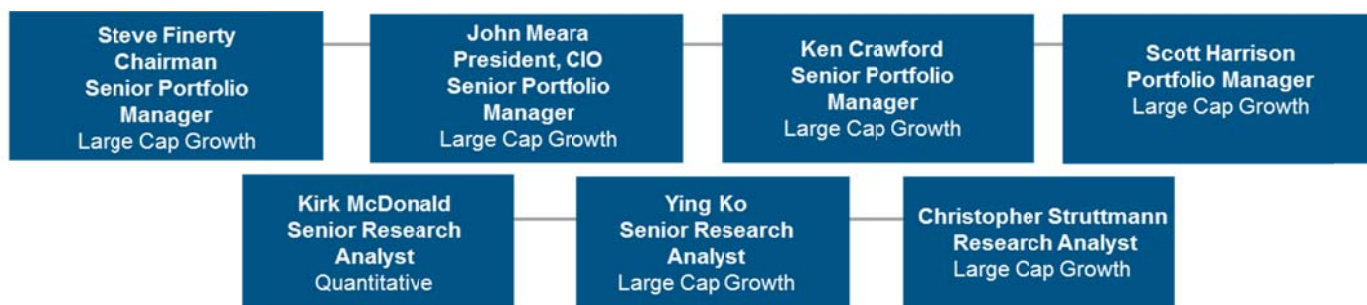 Steve Finerty
Chairman
Senior Portfolio
Manager
Large Cap Growth
John Meara
President, CIO
Senior Portfolio
Manager
Large Cap Growth
Ken Crawford
Senior Portfolio
Manager
Large Cap Growth
Scott Harrison
Portfolio Manager
Large Cap Growth
Kirk McDonald
Senior Research
Analyst
Quantitative
Ying Ko
Senior Research
Analyst
Large Cap Growth
Christopher Struttmann
Research Analyst
Large Cap Growth